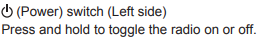 ⏻ (Power) switch (Left side)
Press and hold to toggle the radio on or off.